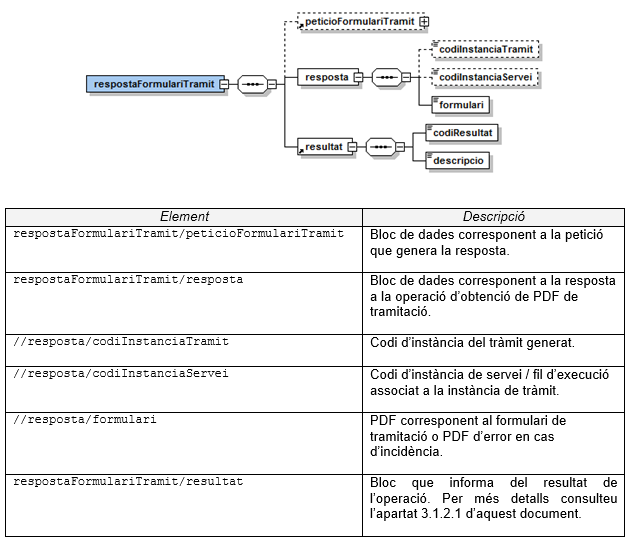 peticioFormulariTramit
codiInstanciaTramit
resposta
codiInstanciaServei
respostaFormulariTramit
formulari
codiResultat
resultat
descripcio
Element Descripció
respostaFormulariTramit/peticioFormulariTramit Bloc de dades corresponent a la petició
que genera la resposta.
respostaFormulariTramit/resposta Bloc de dades corresponent a la resposta
a la operació d'obtenció de PDF de
tramitació.
//resposta/codiInstanciaTramit Codi d'instància del tràmit generat.
//resposta/codiInstanciaServei Codi d'instància de servei / fil d'execució
associat a la instància de tràmit.
//resposta/formulari PDF corresponent al formulari de
tramitació o PDF d'error en cas
d'incidència.
respostaFormulariTramit/resultat Bloc que informa del resultat de
l'operació. Per més detalls consulteu
l'apartat 3.1.2.1 d'aquest document.